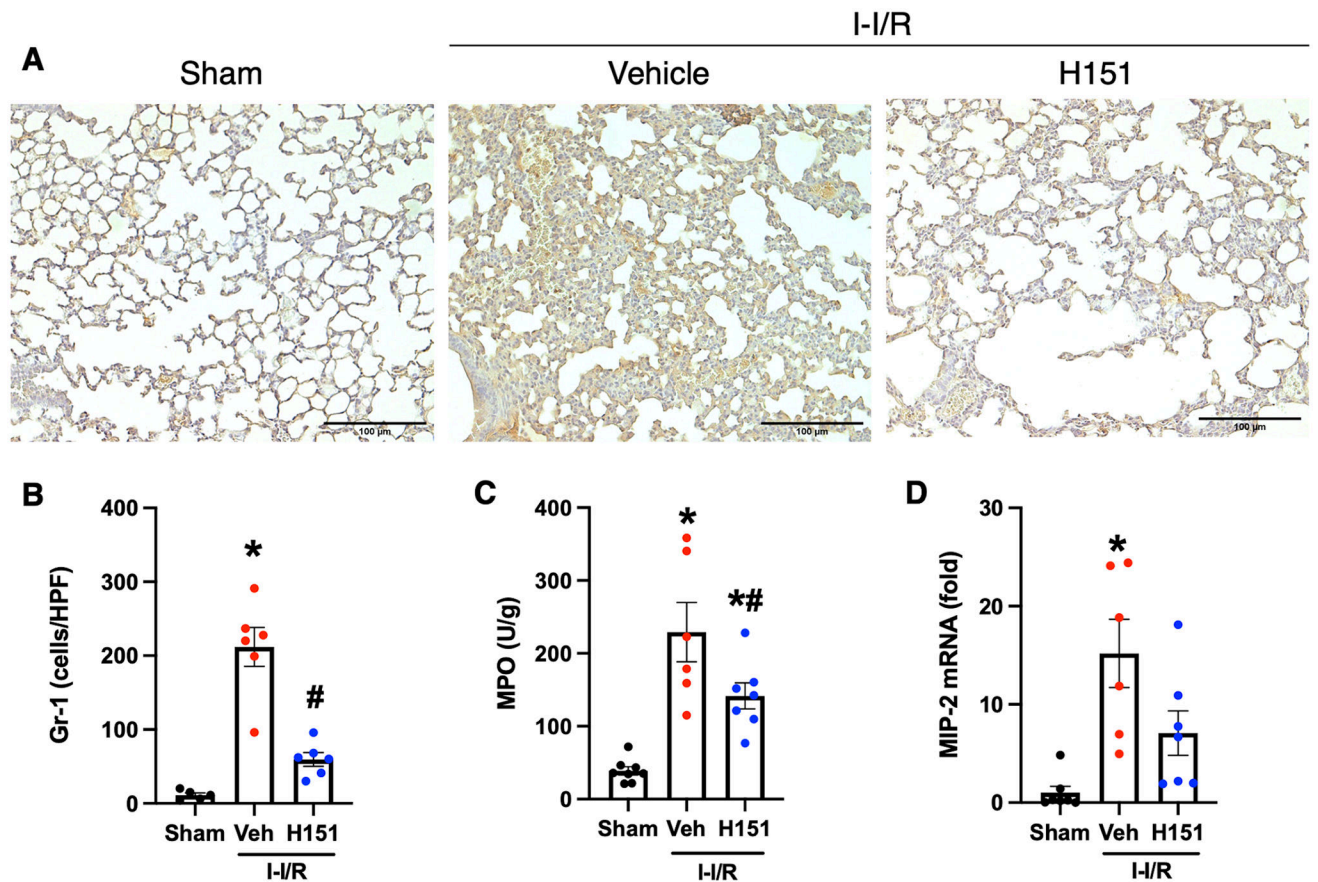 I-I/R
A
Sham
Vehicle
H151
100 μm
100 μm
100 μm
B
Gr-1 (cells/HPF)
400
300
200
100
0
*
#
Sham Veh H151
I-I/R
C
MPO (U/g)
400
300
200
100
0
*
*#
Sham Veh H151
I-I/R
D
MIP-2 mRNA (fold)
30
20
10
0
*
Sham Veh H151
I-I/R